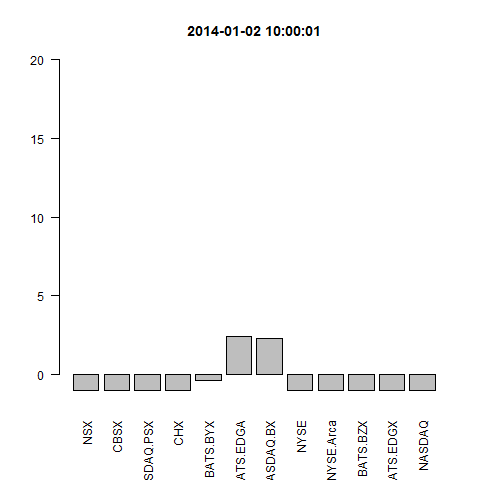 2014-01-02 10:00:01
20
15
10
5
0
NSX
CBSX
SDAQ.PSX
CHX
BATS.BYX
ATS.EDGA
ASDAQ.BX
NYSE
NYSE.Arca
BATS.BZX
ATS.EDGX
NASDAQ